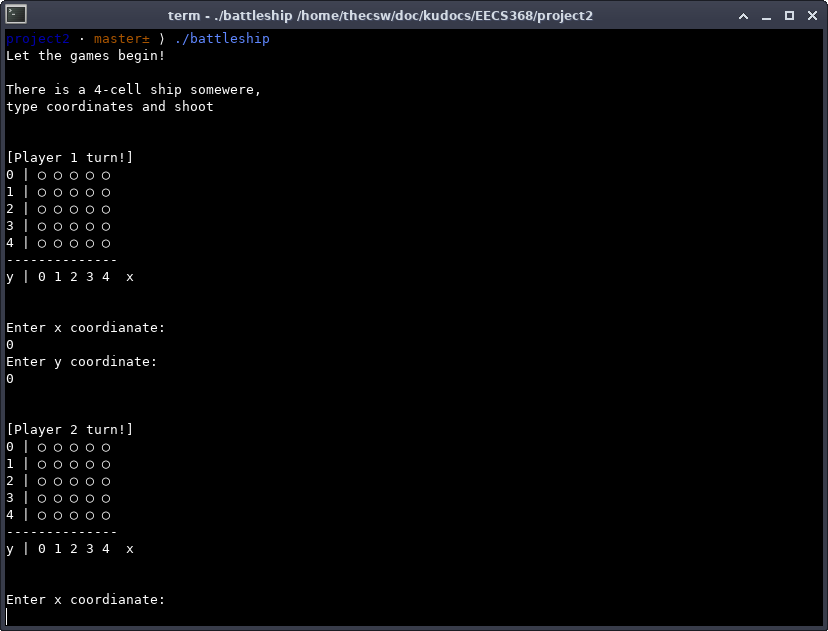 term - ./battleship /home/thecsw/doc/kudocs/EECS368/project2
project2 · master± ⟩ ./battleship
Let the games begin!
There is a 4-cell ship somewere,
type coordinates and shoot
[Player 1 turn!]
0 | ○ ○ ○ ○ ○
1 | ○ ○ ○ ○ ○
2 | ○ ○ ○ ○ ○
3 | ○ ○ ○ ○ ○
4 | ○ ○ ○ ○ ○
--------------
y | 0 1 2 3 4  x
Enter x coordianate:
0
Enter y coordinate:
0
[Player 2 turn!]
0 | ○ ○ ○ ○ ○
1 | ○ ○ ○ ○ ○
2 | ○ ○ ○ ○ ○
3 | ○ ○ ○ ○ ○
4 | ○ ○ ○ ○ ○
--------------
y | 0 1 2 3 4  x
Enter x coordianate: